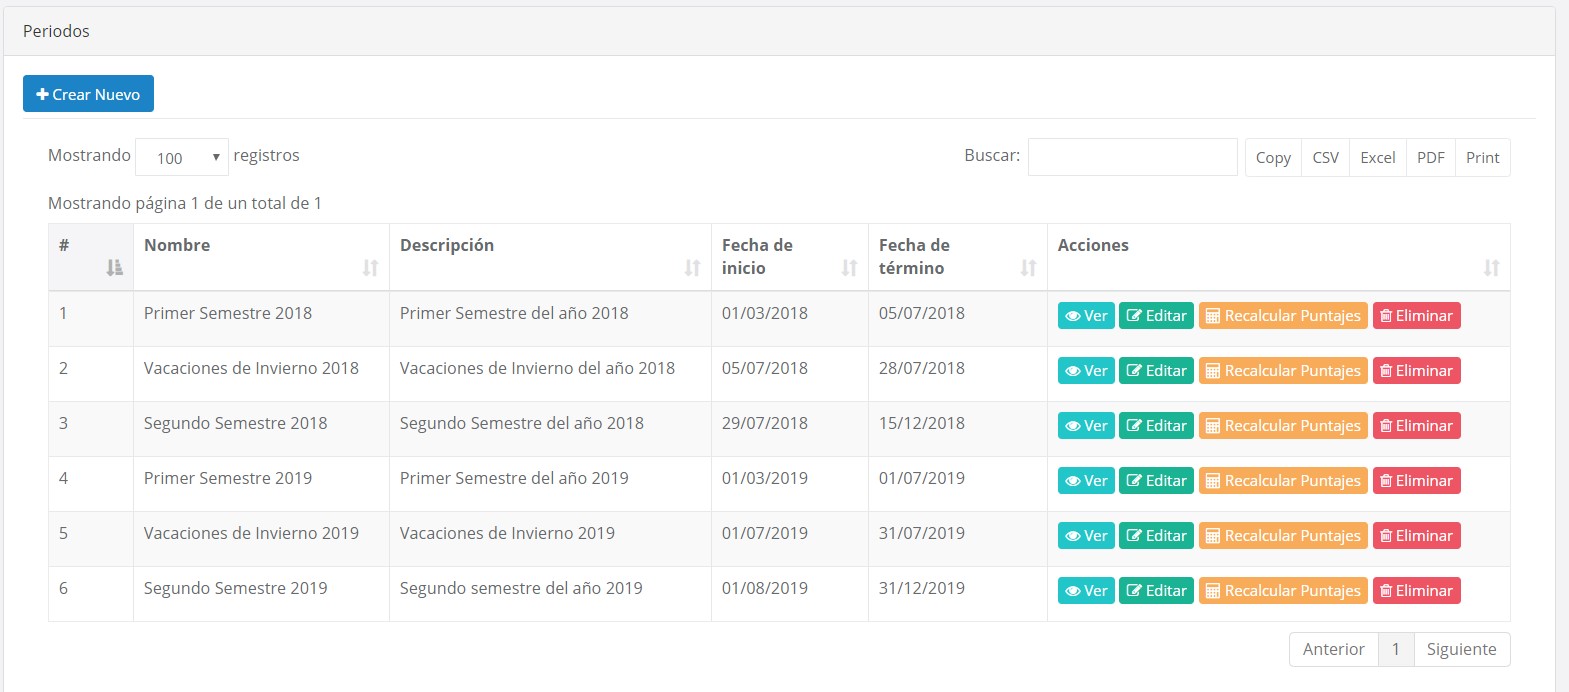 Periodos
Crear Nuevo
Mostrando 100 registros Buscar: Copy CSV Excel PDF Print
Mostrando página 1 de un total de 1
# Nombre Descripción Fecha de inicio Fecha de término Acciones
1 Primer Semestre 2018 Primer Semestre del año 2018 01/03/2018 05/07/2018 Ver Editar Recalcular Puntajes Eliminar
2 Vacaciones de Invierno 2018 Vacaciones de Invierno del año 2018 05/07/2018 28/07/2018 Ver Editar Recalcular Puntajes Eliminar
3 Segundo Semestre 2018 Segundo Semestre del año 2018 29/07/2018 15/12/2018 Ver Editar Recalcular Puntajes Eliminar
4 Primer Semestre 2019 Primer Semestre del año 2019 01/03/2019 01/07/2019 Ver Editar Recalcular Puntajes Eliminar
5 Vacaciones de Invierno 2019 Vacaciones de Invierno 2019 01/07/2019 31/07/2019 Ver Editar Recalcular Puntajes Eliminar
6 Segundo Semestre 2019 Segundo semestre del año 2019 01/08/2019 31/12/2019 Ver Editar Recalcular Puntajes Eliminar
Anterior 1 Siguiente